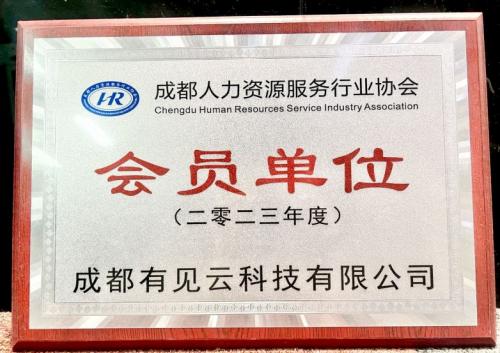 HR
成都人力资源服务行业协会
Chengdu Human Resources Service Industry Association
会员单位
（二零二三年度）
成都有见云科技有限公司